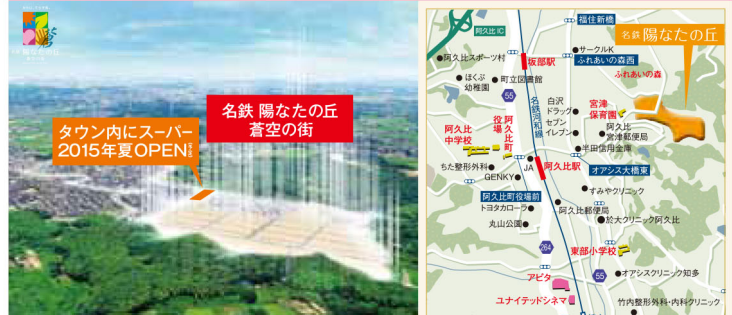 陽なたの丘
名鉄 陽なたの丘
蒼空の街
タウン内にスーパー
2015年夏OPEN
福住新橋
阿久比IC
名鉄 陽なたの丘
サークルK
阿久比スポーツ村
坂部駅
ふれあいの森西
ふれあいの森
ほくぶ
幼稚園
町立図書館
55
名鉄河和線
白沢
ドラッグ
セブン
イレブン
宮津
保育園
阿久比
宮津郵便局
半田信用金庫
阿久比
中学校
阿久比町
役場
ちた整形外科
JA
阿久比駅
オアシス大橋東
GENKY
すみやクリニック
阿久比町役場前
トヨタカローラ
阿久比郵便局
於大クリニック阿久比
丸山公園
264
東部小学校
アピタ
55
オアシスクリニック知多
ユナイテッドシネマ
竹内整形外科・内科クリニック